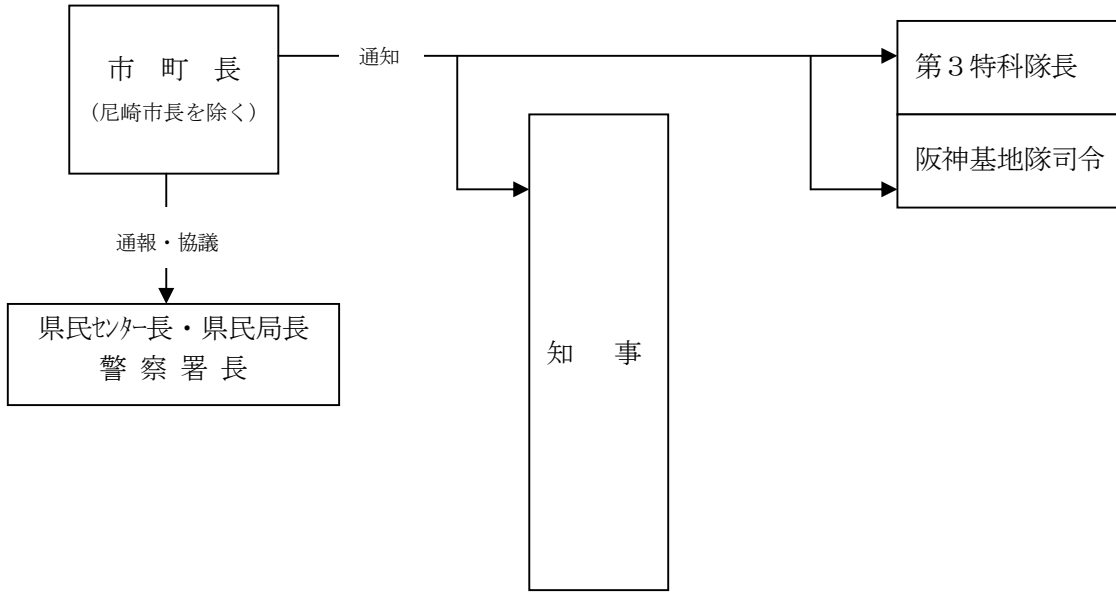 市　町　長
（尼崎市長を除く）
通知
第３特科隊長
阪神基地隊司令
通報・協議
県民ｾﾝﾀｰ長・県民局長
警 察 署 長
知　事